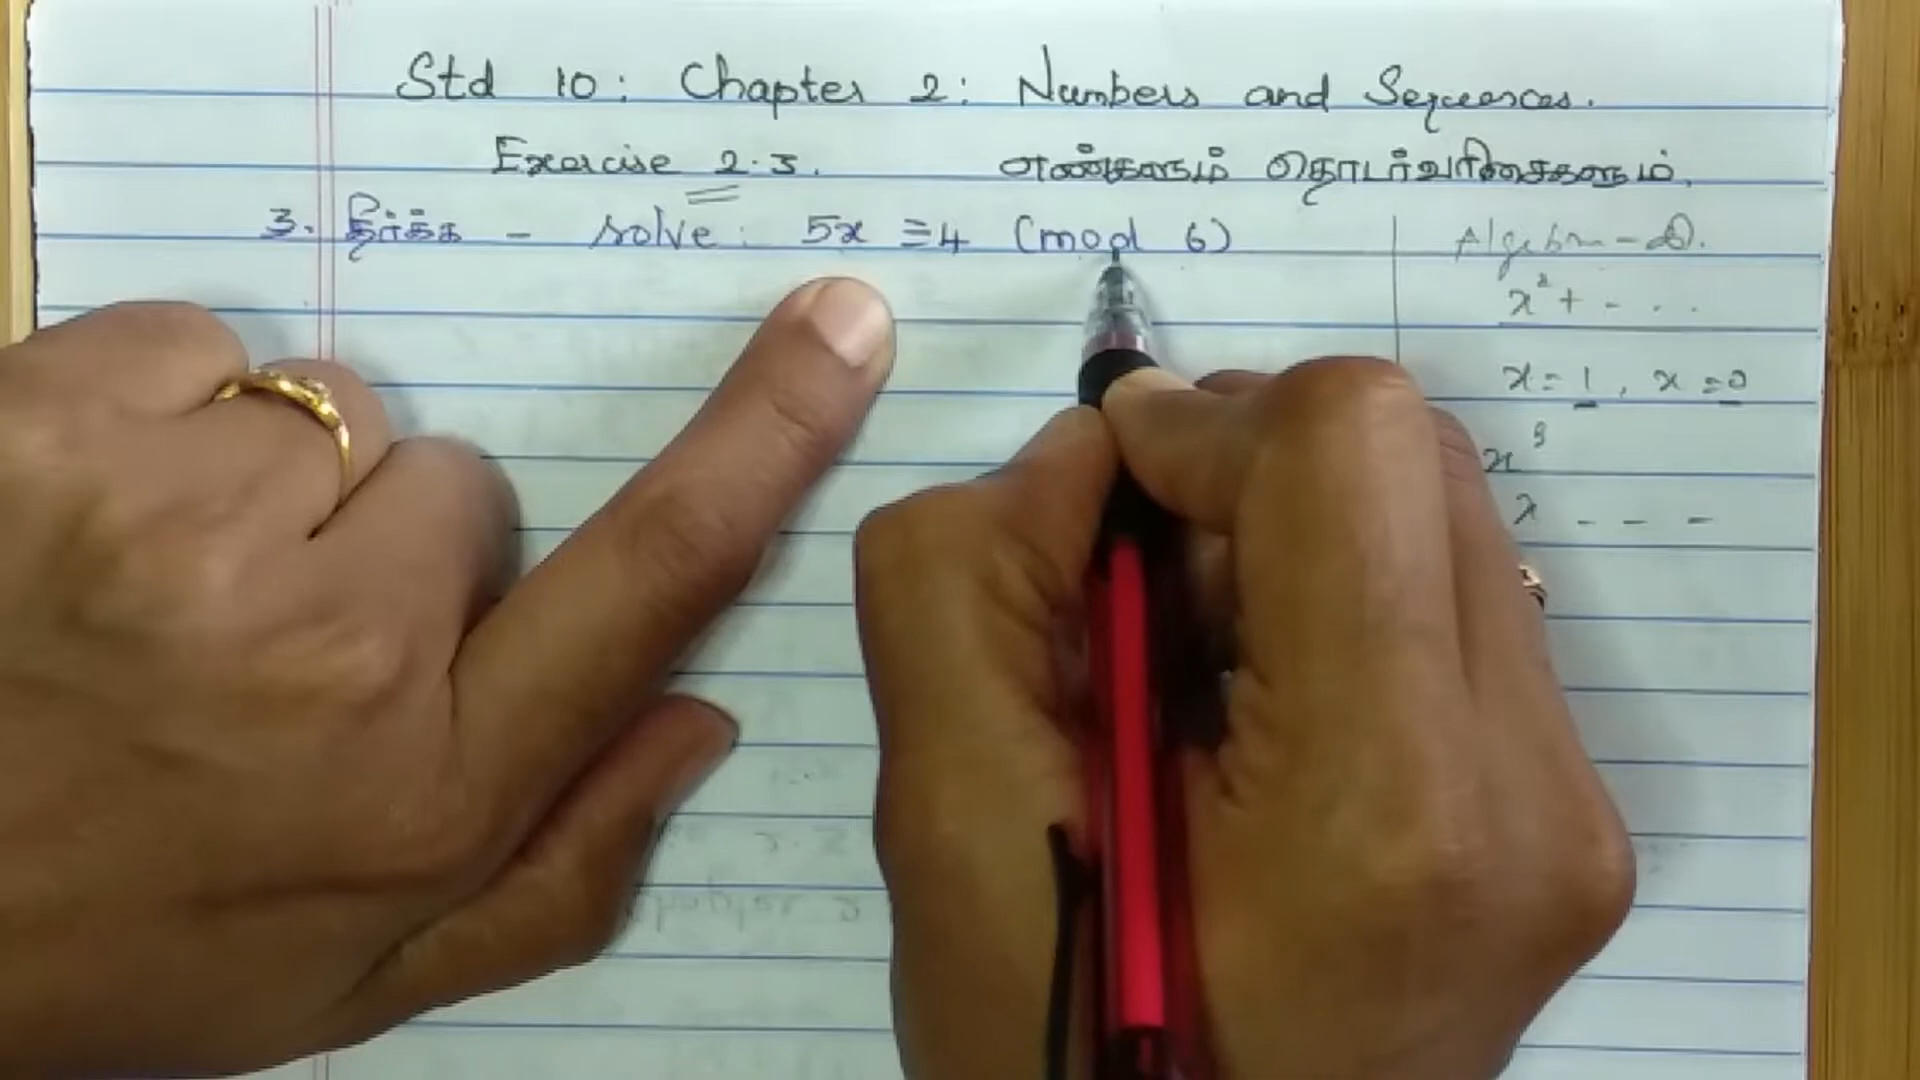 Std 10: Chapter 2: Numbers and Sequences.
Exercise 2.3. எண்களும் தொடர்வரிசைகளும்.
3. தீர்க்க - solve: 5x ≡ 4 (mod 6)
Algebra -
x² + - . .
x = 1, x = 0
x³
x - - -